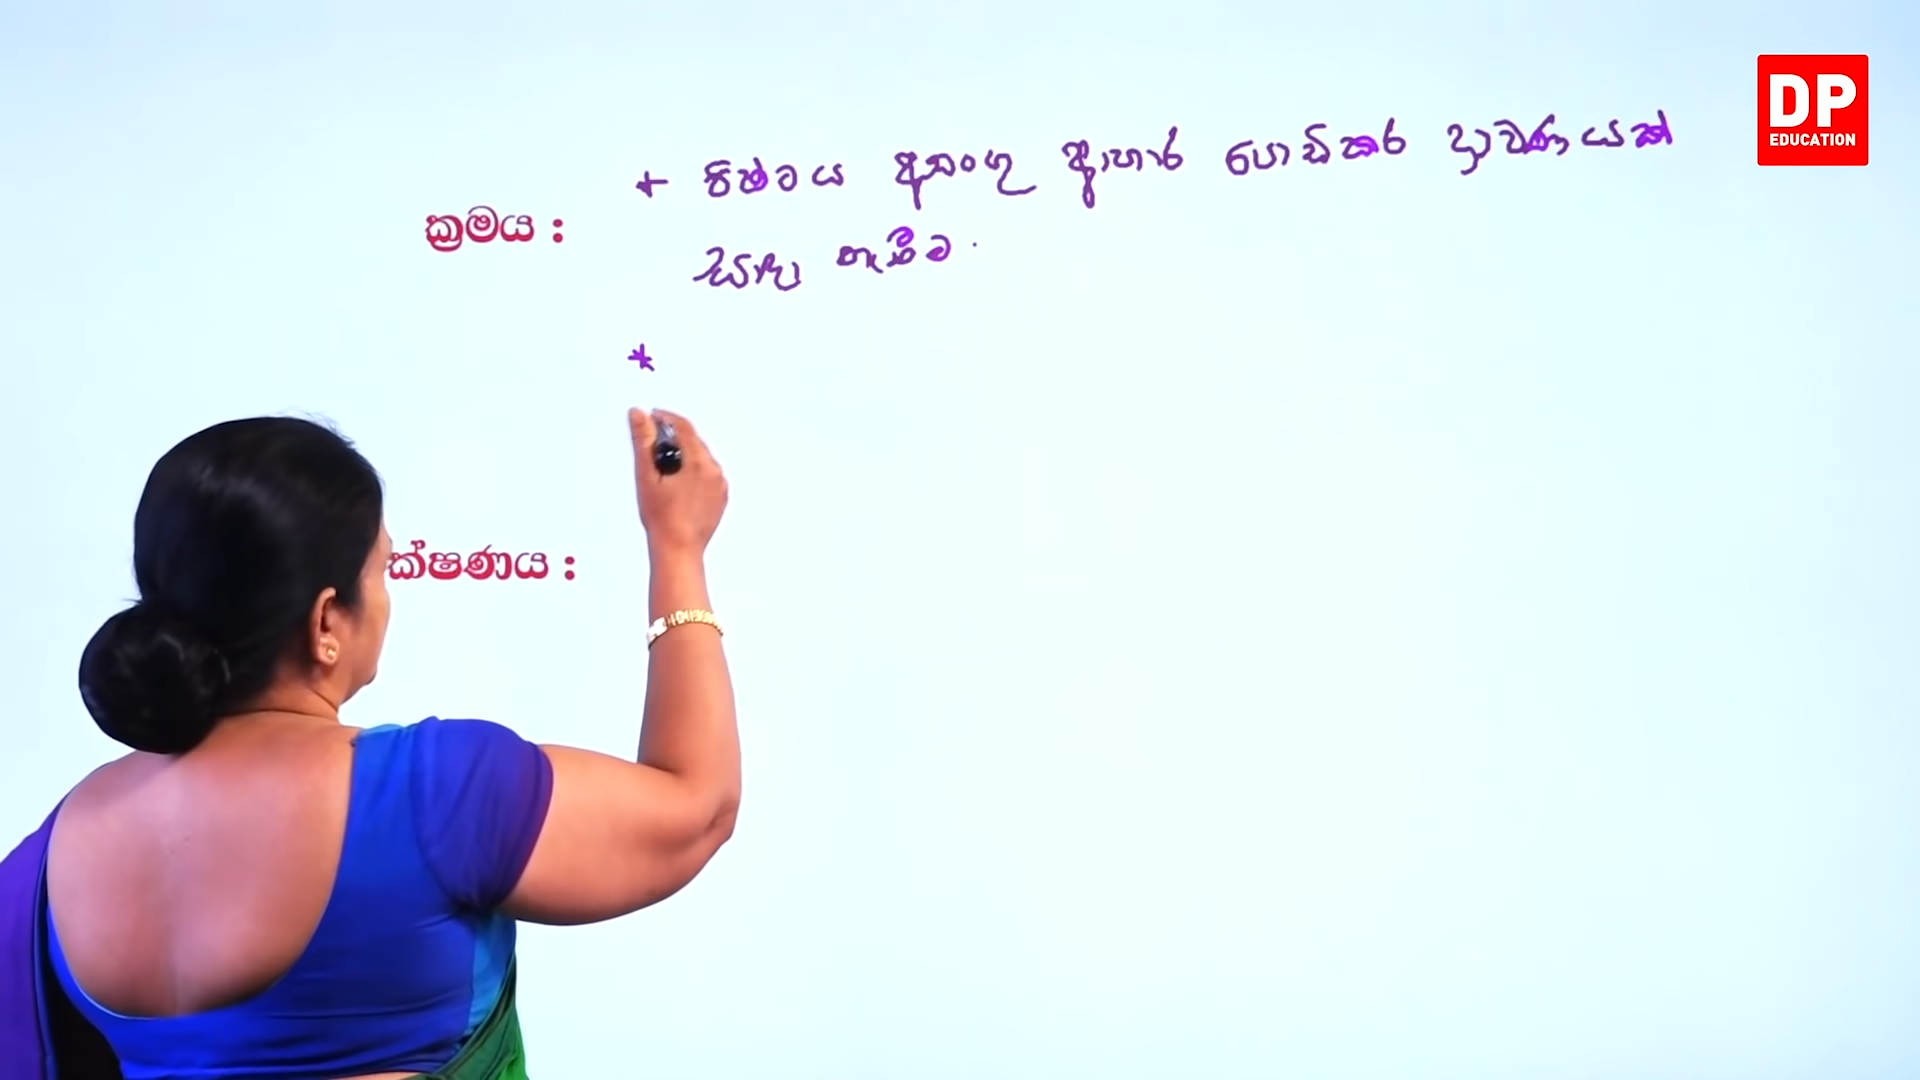 DP
EDUCATION
* පිෂ්ටය අඩංගු ආහාර පොඩිකර ද්‍රාවණයක්
ක්‍රමය :
සාදා තැබීම.
*
ක්ෂණය :